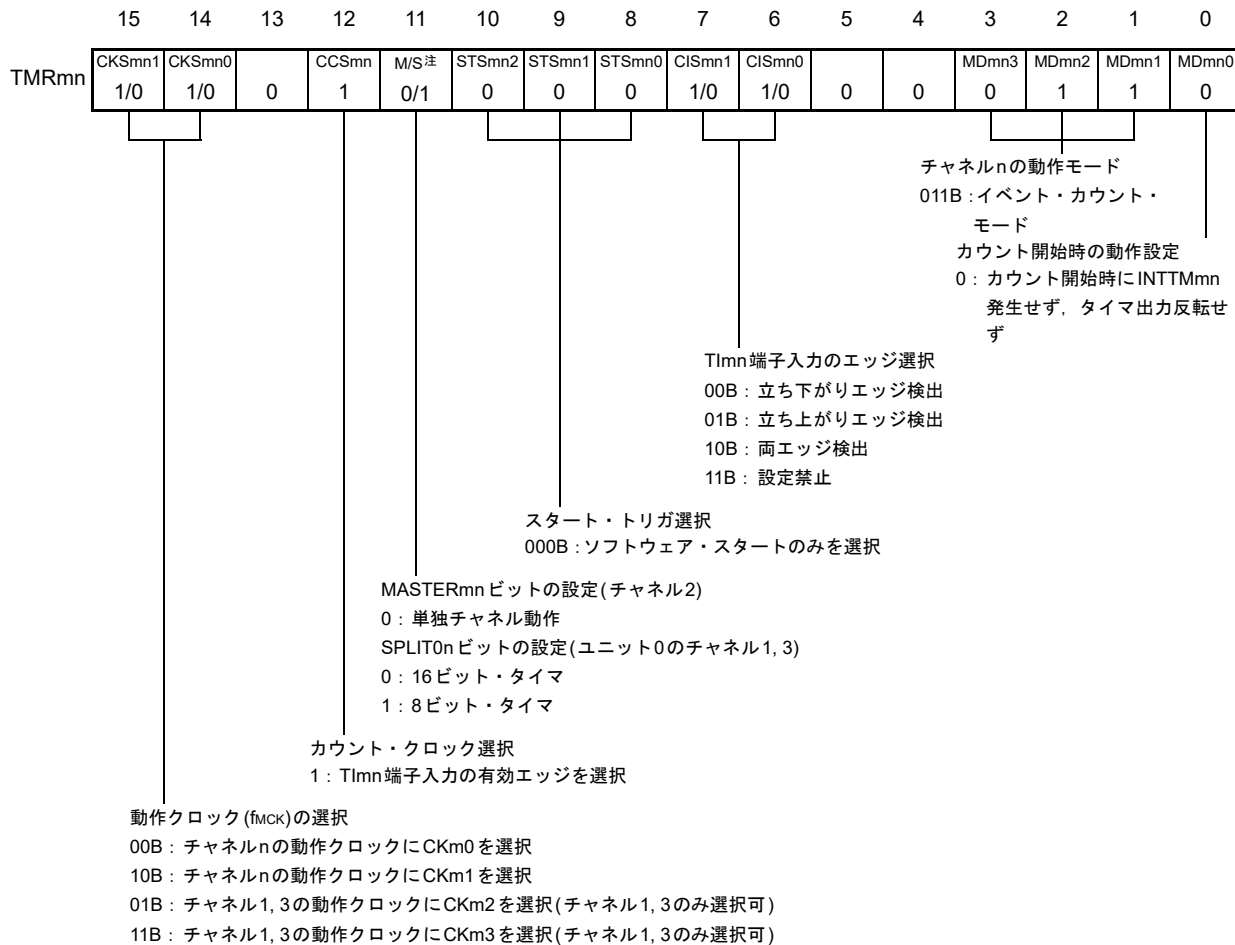 15 14 13 12 11 10 9 8 7 6 5 4 3 2 1 0
TMRmn
CKSmn1 CKSmn0 CCSmn M/S注 STSmn2 STSmn1 STSmn0 CISmn1 CISmn0 MDmn3 MDmn2 MDmn1 MDmn0
1/0 1/0 0 1 0/1 0 0 0 1/0 1/0 0 0 0 1 1 0
チャネルnの動作モード
011B：イベント・カウント・
モード
カウント開始時の動作設定
0：カウント開始時にINTTMmn
発生せず，タイマ出力反転せ
ず
TImn端子入力のエッジ選択
00B：立ち下がりエッジ検出
01B：立ち上がりエッジ検出
10B：両エッジ検出
11B：設定禁止
スタート・トリガ選択
000B：ソフトウェア・スタートのみを選択
MASTERmnビットの設定(チャネル2)
0：単独チャネル動作
SPLIT0nビットの設定(ユニット0のチャネル1, 3)
0：16ビット・タイマ
1：8ビット・タイマ
カウント・クロック選択
1：TImn端子入力の有効エッジを選択
動作クロック(fMCK)の選択
00B：チャネルnの動作クロックにCKm0を選択
10B：チャネルnの動作クロックにCKm1を選択
01B：チャネル1, 3の動作クロックにCKm2を選択(チャネル1, 3のみ選択可)
11B：チャネル1, 3の動作クロックにCKm3を選択(チャネル1, 3のみ選択可)